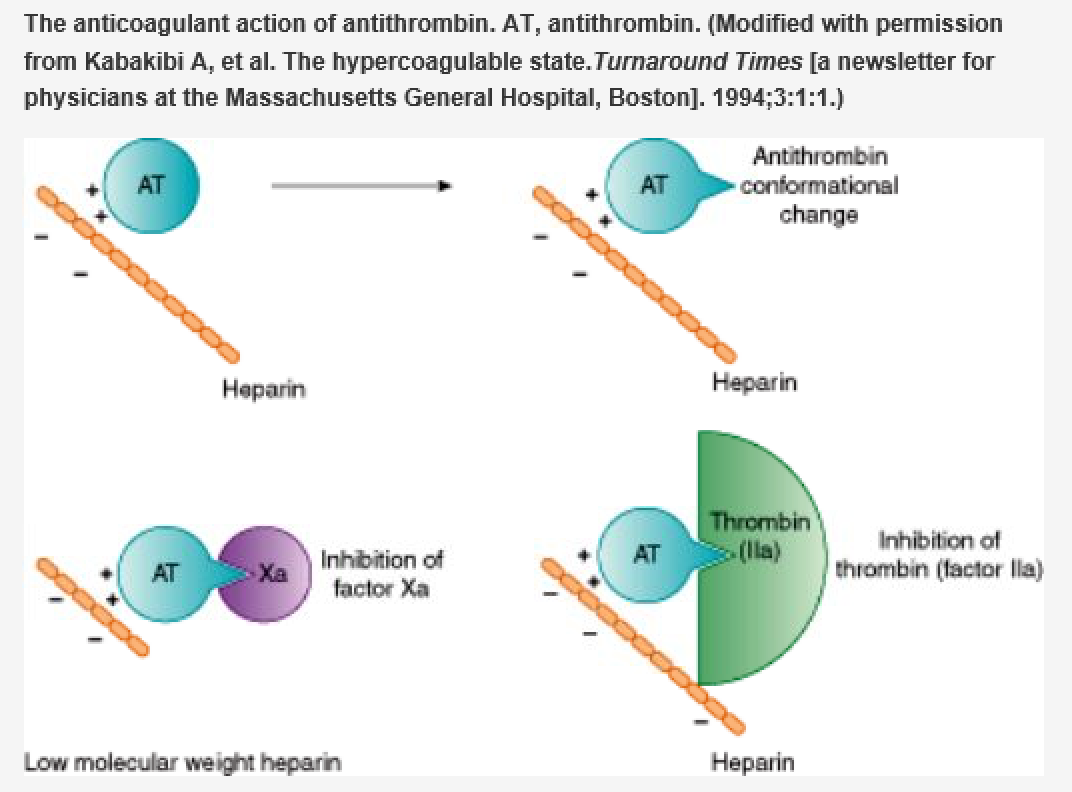 The anticoagulant action of antithrombin. AT, antithrombin. (Modified with permission
from Kabakibi A, et al. The hypercoagulable state.Turnaround Times [a newsletter for
physicians at the Massachusetts General Hospital, Boston]. 1994;3:1:1.)
AT
+
+
−
−
Heparin
AT
+
+
−
−
Antithrombin
conformational
change
Heparin
AT
+
+
−
−
Xa
Inhibition of
factor Xa
Low molecular weight heparin
AT
+
+
−
−
−
Thrombin
(IIa)
Inhibition of
thrombin (factor IIa)
Heparin